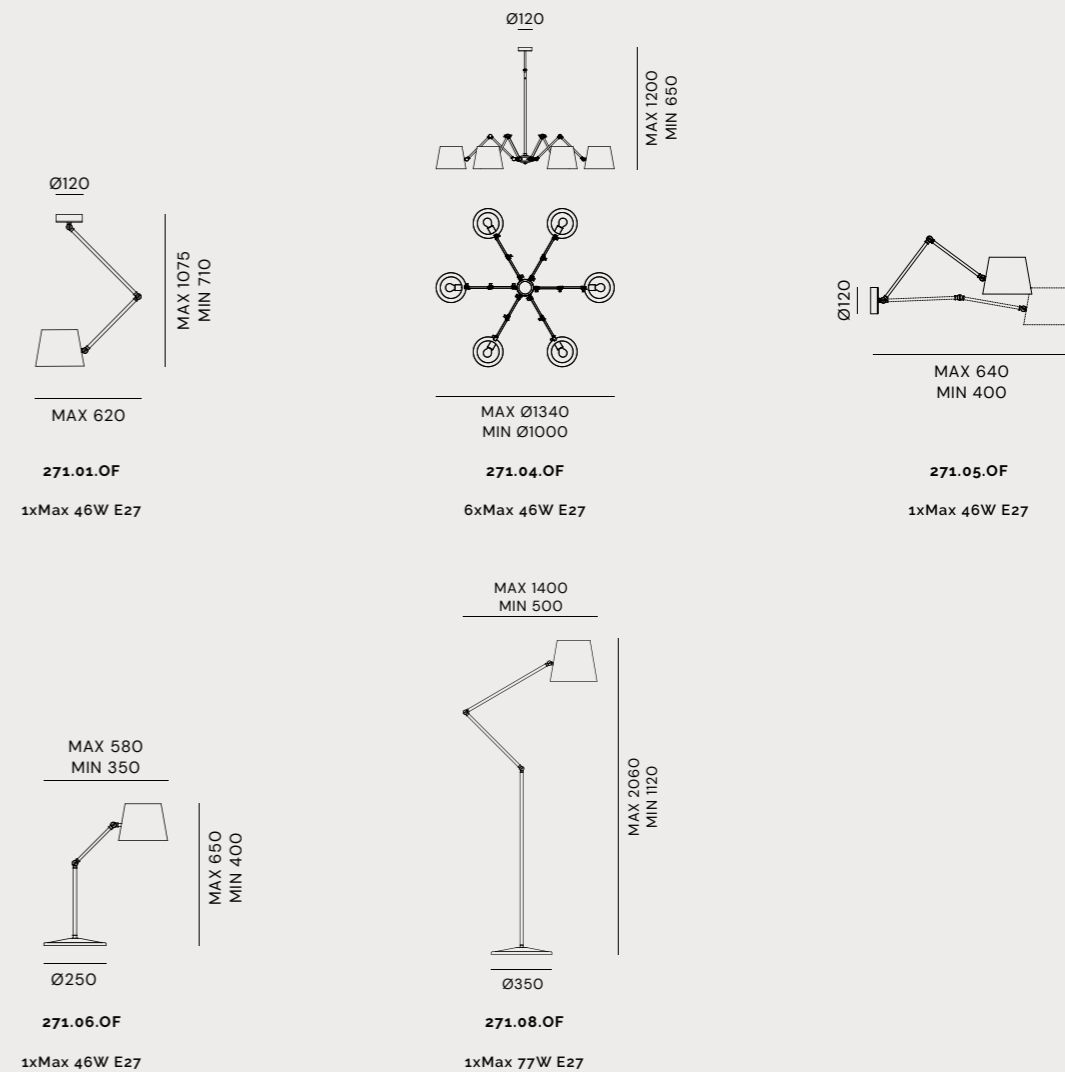 Ø120
MAX 1075
MIN 710
MAX 620
271.01.OF
1xMax 46W E27
Ø120
MAX 1200
MIN 650
MAX Ø1340
MIN Ø1000
271.04.OF
6xMax 46W E27
Ø120
MAX 640
MIN 400
271.05.OF
1xMax 46W E27
MAX 580
MIN 350
MAX 650
MIN 400
Ø250
271.06.OF
1xMax 46W E27
MAX 1400
MIN 500
MAX 2060
MIN 1120
Ø350
271.08.OF
1xMax 77W E27